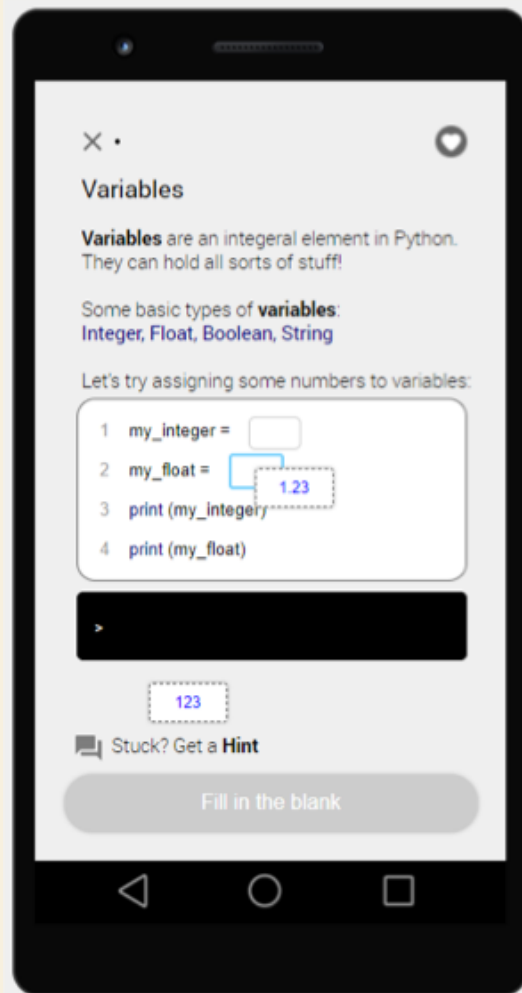 Variables
Variables are an integeral element in Python.
They can hold all sorts of stuff!
Some basic types of variables:
Integer, Float, Boolean, String
Let's try assigning some numbers to variables:
1 my_integer =
2 my_float =
1.23
3 print (my_integer)
4 print (my_float)
>
123
Stuck? Get a Hint
Fill in the blank